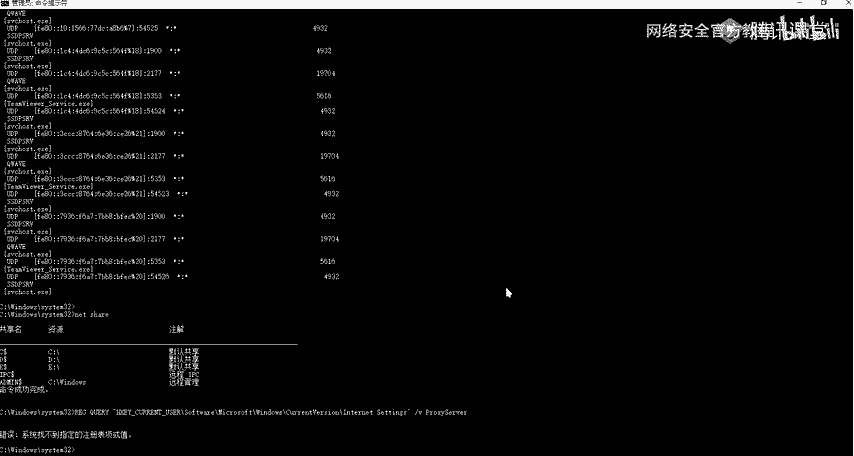 管理员: 命令提示符
网络安全官方教 腾讯课堂
QWAVE
[svchost.exe]
UDP [fe80::10:1566:77dc:a8b6%7]:54525 *:* 4932
SSDPSRV
[svchost.exe]
UDP [fe80::1c4:4dc6:9c5c:564f%18]:1900 *:* 4932
SSDPSRV
[svchost.exe]
UDP [fe80::1c4:4dc6:9c5c:564f%18]:2177 *:* 19704
QWAVE
[svchost.exe]
UDP [fe80::1c4:4dc6:9c5c:564f%18]:5353 *:* 5616
[TeamViewer_Service.exe]
UDP [fe80::1c4:4dc6:9c5c:564f%18]:54524 *:* 4932
SSDPSRV
[svchost.exe]
UDP [fe80::3ccc:8764:6e36:ce26%21]:1900 *:* 4932
SSDPSRV
[svchost.exe]
UDP [fe80::3ccc:8764:6e36:ce26%21]:2177 *:* 19704
QWAVE
[svchost.exe]
UDP [fe80::3ccc:8764:6e36:ce26%21]:5353 *:* 5616
[TeamViewer_Service.exe]
UDP [fe80::3ccc:8764:6e36:ce26%21]:54523 *:* 4932
SSDPSRV
[svchost.exe]
UDP [fe80::7936:f6a7:7bb8:bfec%20]:1900 *:* 4932
SSDPSRV
[svchost.exe]
UDP [fe80::7936:f6a7:7bb8:bfec%20]:2177 *:* 19704
QWAVE
[svchost.exe]
UDP [fe80::7936:f6a7:7bb8:bfec%20]:5353 *:* 5616
[TeamViewer_Service.exe]
UDP [fe80::7936:f6a7:7bb8:bfec%20]:54526 *:* 4932
SSDPSRV
[svchost.exe]
C:\Windows\system32>
C:\Windows\system32>net share
共享名 资源 注解
C$ C:\ 默认共享
D$ D:\ 默认共享
E$ E:\ 默认共享
IPC$ 远程 IPC
ADMIN$ C:\Windows 远程管理
命令成功完成。
C:\Windows\system32>REG QUERY "HKEY_CURRENT_USER\Software\Microsoft\Windows\CurrentVersion\Internet Settings" /v ProxyServer
错误: 系统找不到指定的注册表项或值。
C:\Windows\system32>